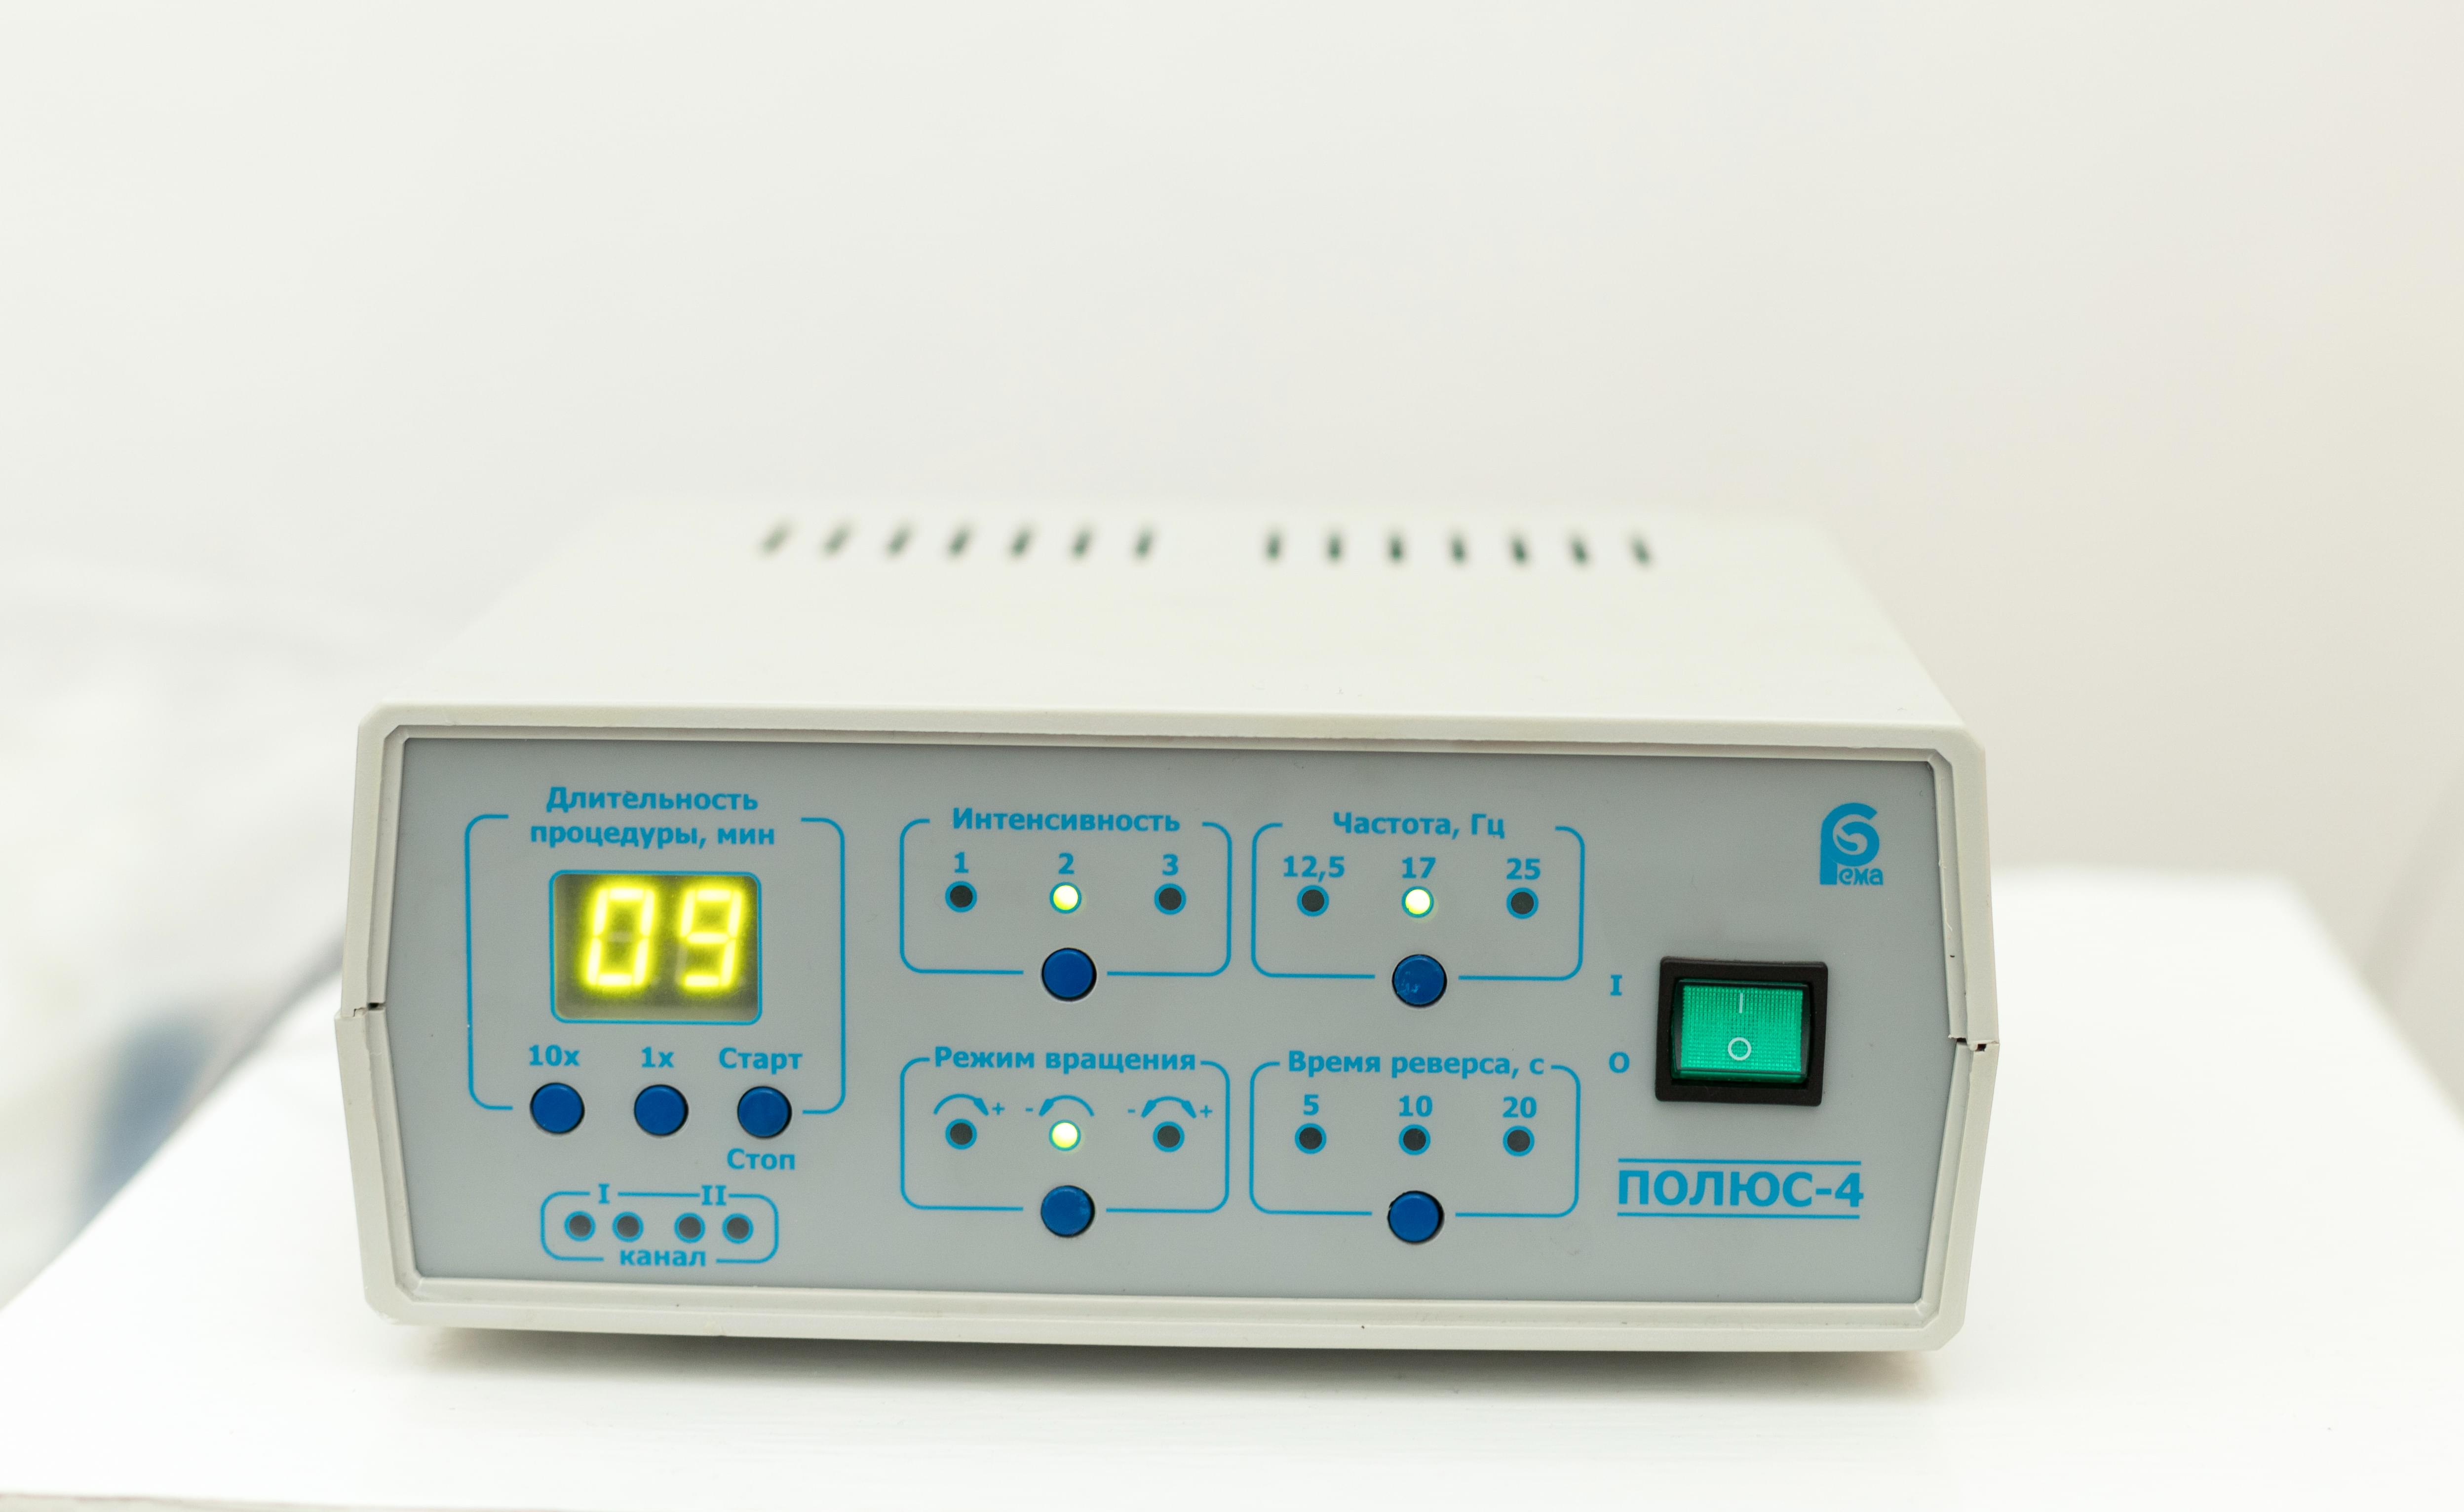 Длительность
процедуры, мин
09
10x 1x Старт
Стоп
I II
канал
Интенсивность
1 2 3
Частота, Гц
12,5 17 25
Режим вращения
+ - - +
Время реверса, с
5 10 20
Рема
I
O
ПОЛЮС-4